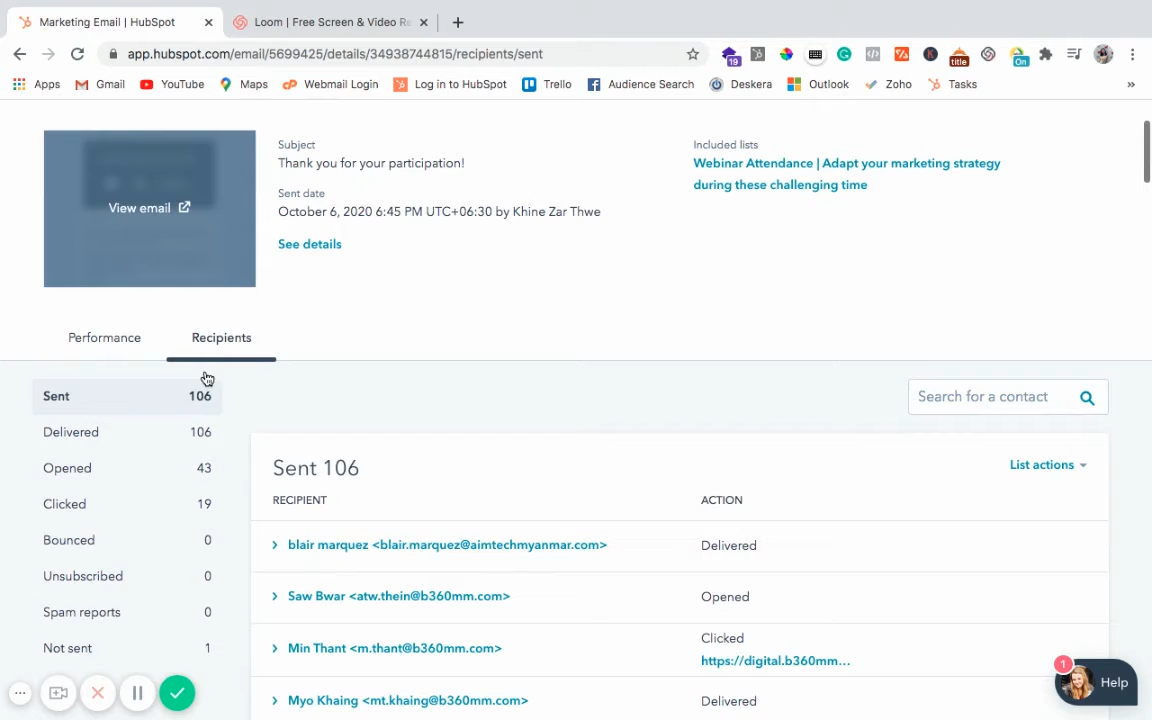 Marketing Email | HubSpot
Loom | Free Screen & Video Re
app.hubspot.com/email/5699425/details/34938744815/recipients/sent
19
title
On
Apps
Gmail
YouTube
Maps
Webmail Login
Log in to HubSpot
Trello
Audience Search
Deskera
Outlook
Zoho
Tasks
»
View email
Subject
Thank you for your participation!
Sent date
October 6, 2020 6:45 PM UTC+06:30 by Khine Zar Thwe
See details
Included lists
Webinar Attendance | Adapt your marketing strategy
during these challenging time
Performance
Recipients
Sent 106
Delivered 106
Opened 43
Clicked 19
Bounced 0
Unsubscribed 0
Spam reports 0
Not sent 1
Search for a contact
Sent 106
List actions
RECIPIENT ACTION
blair marquez <blair.marquez@aimtechmyanmar.com> Delivered
Saw Bwar <atw.thein@b360mm.com> Opened
Min Thant <m.thant@b360mm.com> Clicked
https://digital.b360mm...
Myo Khaing <mt.khaing@b360mm.com> Delivered
1
Help